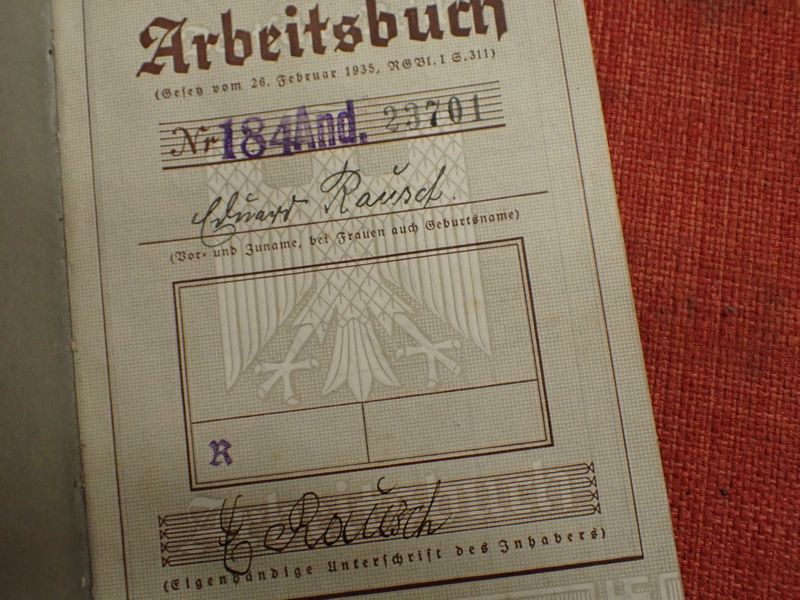 Arbeitsbuch
(Gesetz vom 26. Februar 1935, RGBl. I S. 311)
Nr 184 And. 23701
Eduard Rausch.
(Vor- und Zuname, bei Frauen auch Geburtsname)
R
E Rausch
(Eigenhändige Unterschrift des Inhabers)